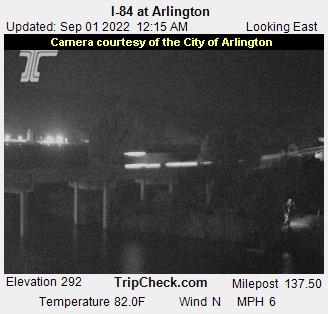 I-84 at Arlington
Updated: Sep 01 2022 12:15 AM Looking East
Camera courtesy of the City of Arlington
Elevation 292 TripCheck.com Milepost 137.50
Temperature 82.0F Wind N MPH 6